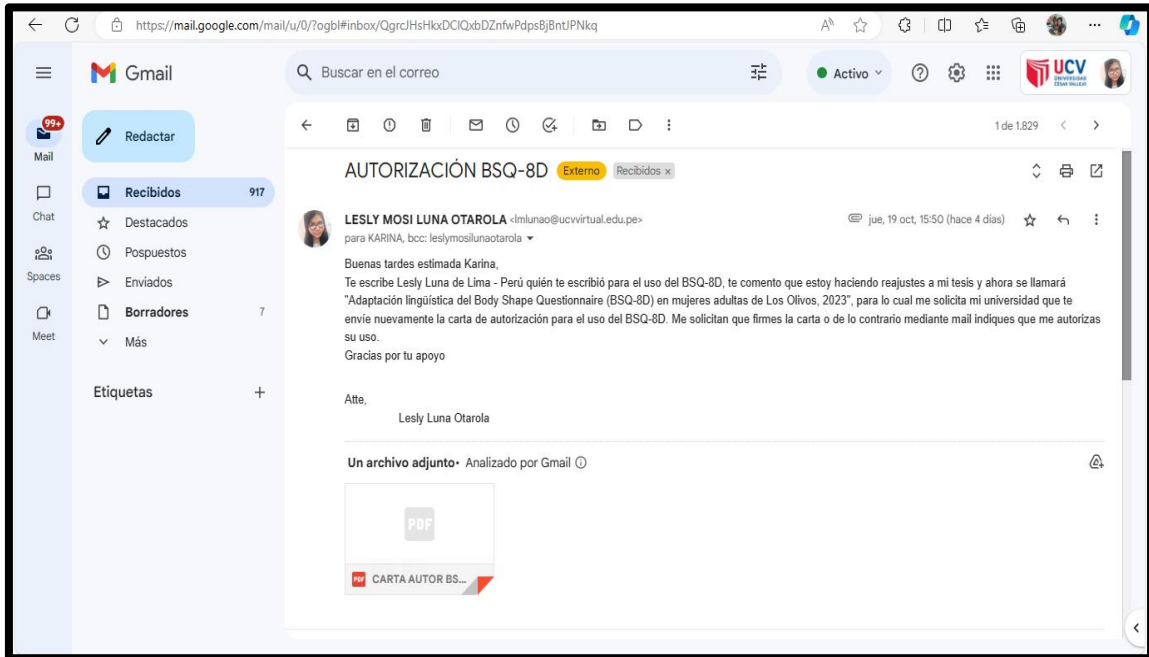 https://mail.google.com/mail/u/0/?ogbl#inbox/QgrcJHsHkxDClQxbDZnfwPdpsBjBntJPNkq
Gmail
Buscar en el correo
Activo
UCV
UNIVERSIDAD
CÉSAR VALLEJO
99+
Mail
Chat
Spaces
Meet
Redactar
Recibidos 917
Destacados
Pospuestos
Enviados
Borradores 7
Más
Etiquetas +
1 de 1.829
AUTORIZACIÓN BSQ-8D Externo Recibidos x
LESLY MOSI LUNA OTAROLA <lmlunao@ucvvirtual.edu.pe> jue, 19 oct, 15:50 (hace 4 días)
para KARINA, bcc: leslymosilunaotarola
Buenas tardes estimada Karina,
Te escribe Lesly Luna de Lima - Perú quién te escribió para el uso del BSQ-8D, te comento que estoy haciendo reajustes a mi tesis y ahora se llamará
"Adaptación lingüística del Body Shape Questionnaire (BSQ-8D) en mujeres adultas de Los Olivos, 2023", para lo cual me solicita mi universidad que te
envíe nuevamente la carta de autorización para el uso del BSQ-8D. Me solicitan que firmes la carta o de lo contrario mediante mail indiques que me autorizas
su uso.
Gracias por tu apoyo
Atte,
Lesly Luna Otarola
Un archivo adjunto • Analizado por Gmail
PDF
PDF CARTA AUTOR BS...